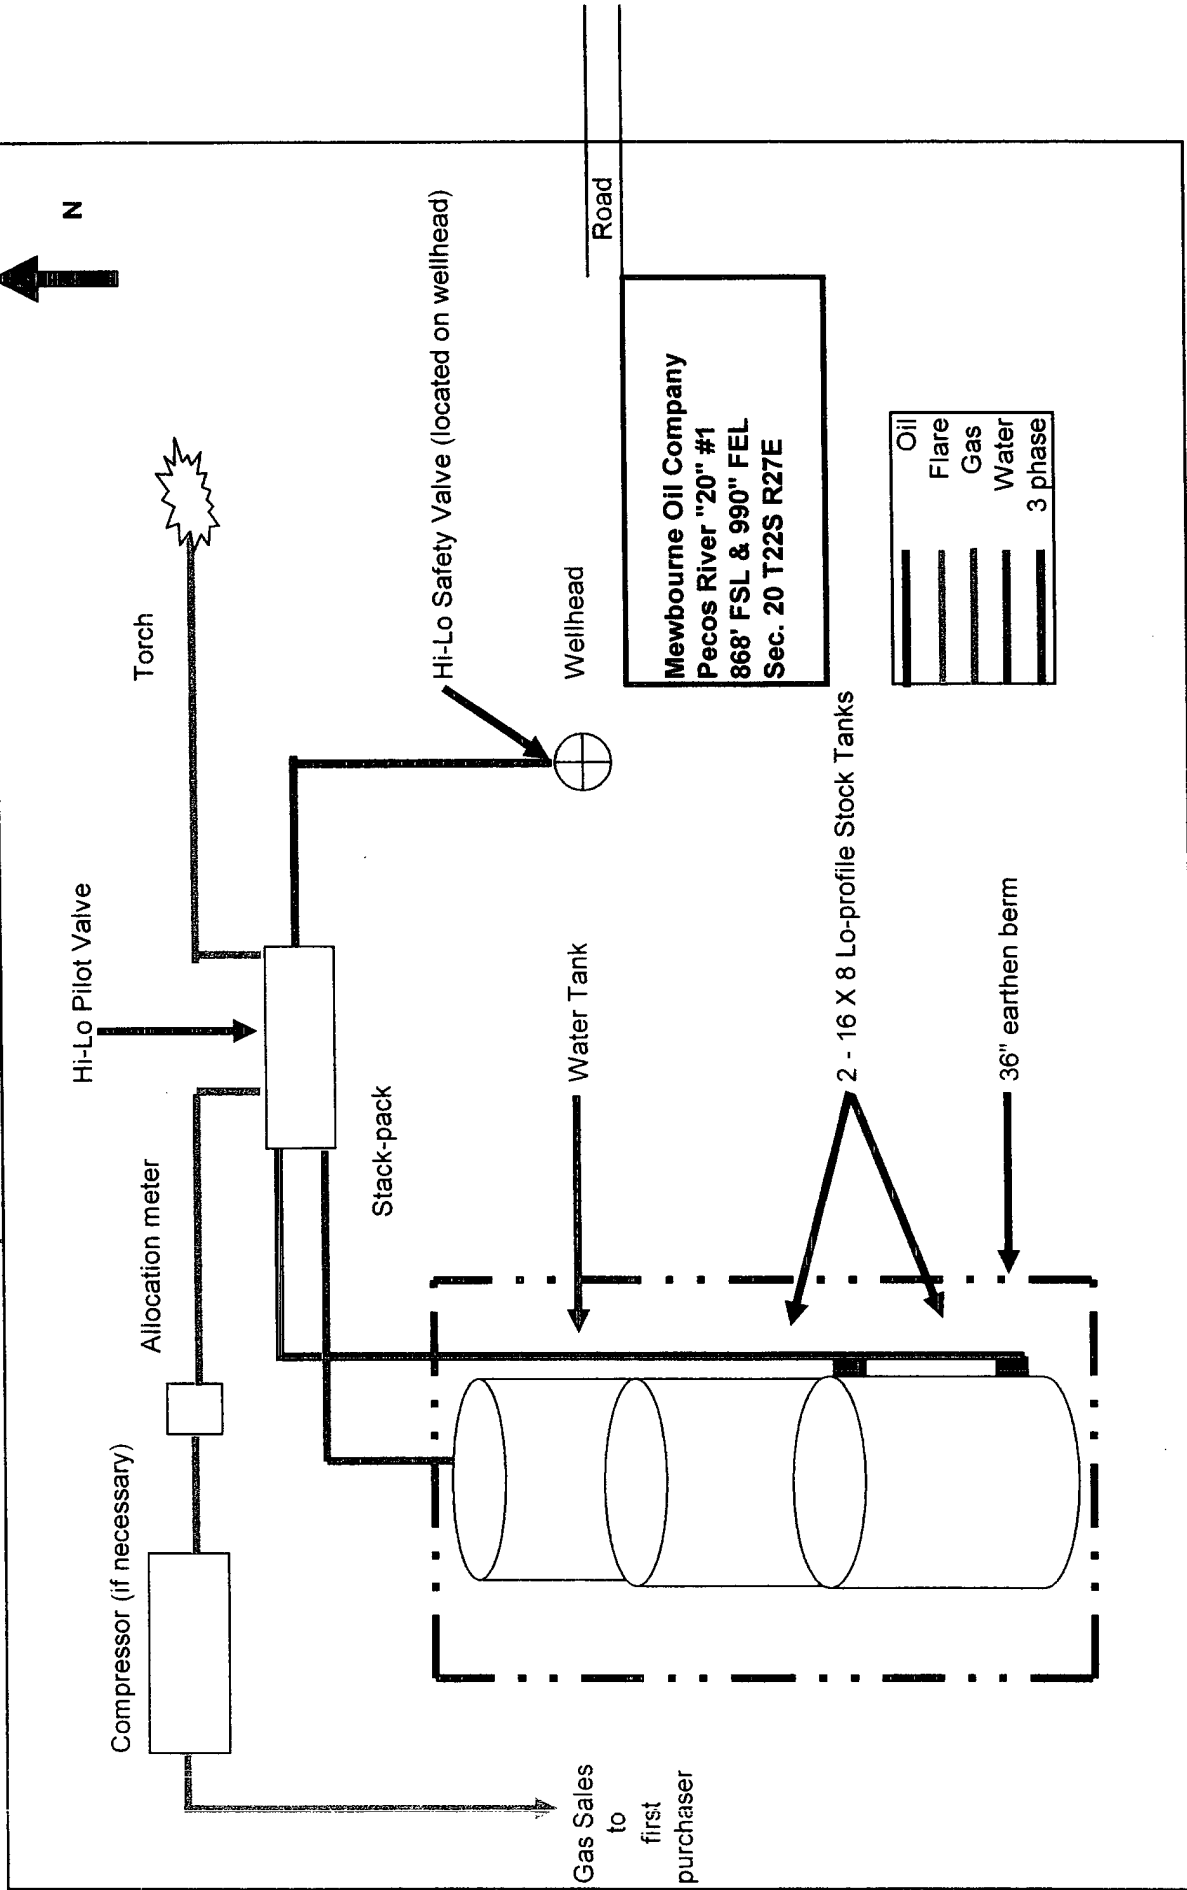 N
Hi-Lo Pilot Valve
Torch
Compressor (if necessary)
Allocation meter
Hi-Lo Safety Valve (located on wellhead)
Stack-pack
Wellhead
Road
Water Tank
Gas Sales
to
first
purchaser
Mewbourne Oil Company
Pecos River "20" #1
868' FSL & 990" FEL
Sec. 20 T22S R27E
2 - 16 X 8 Lo-profile Stock Tanks
Oil
Flare
Gas
Water
3 phase
36" earthen berm